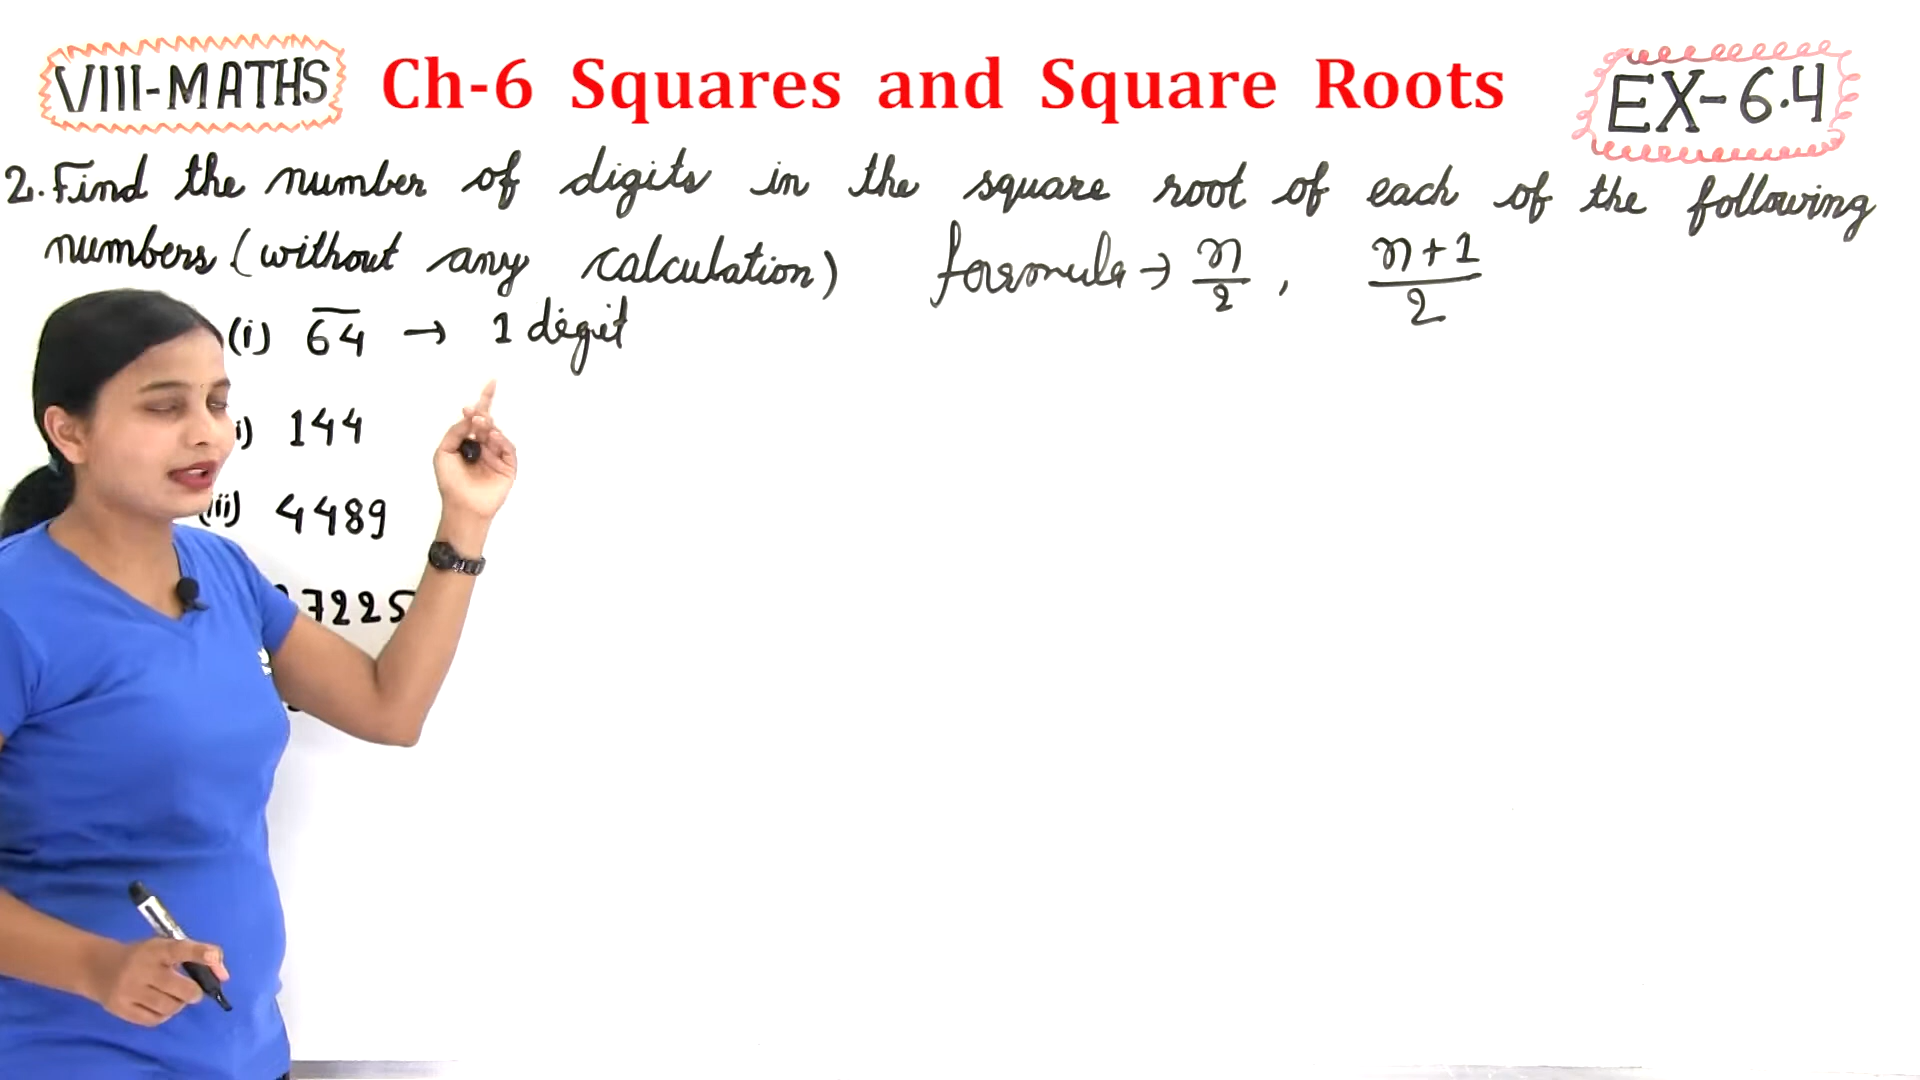 VIII-MATHS Ch-6 Squares and Square Roots EX-6.4
2. Find the number of digits in the square root of each of the following
numbers (without any calculation) formula → n/2 , n+1/2
(i) 64 → 1 digit
i) 144
(iii) 4489
7225